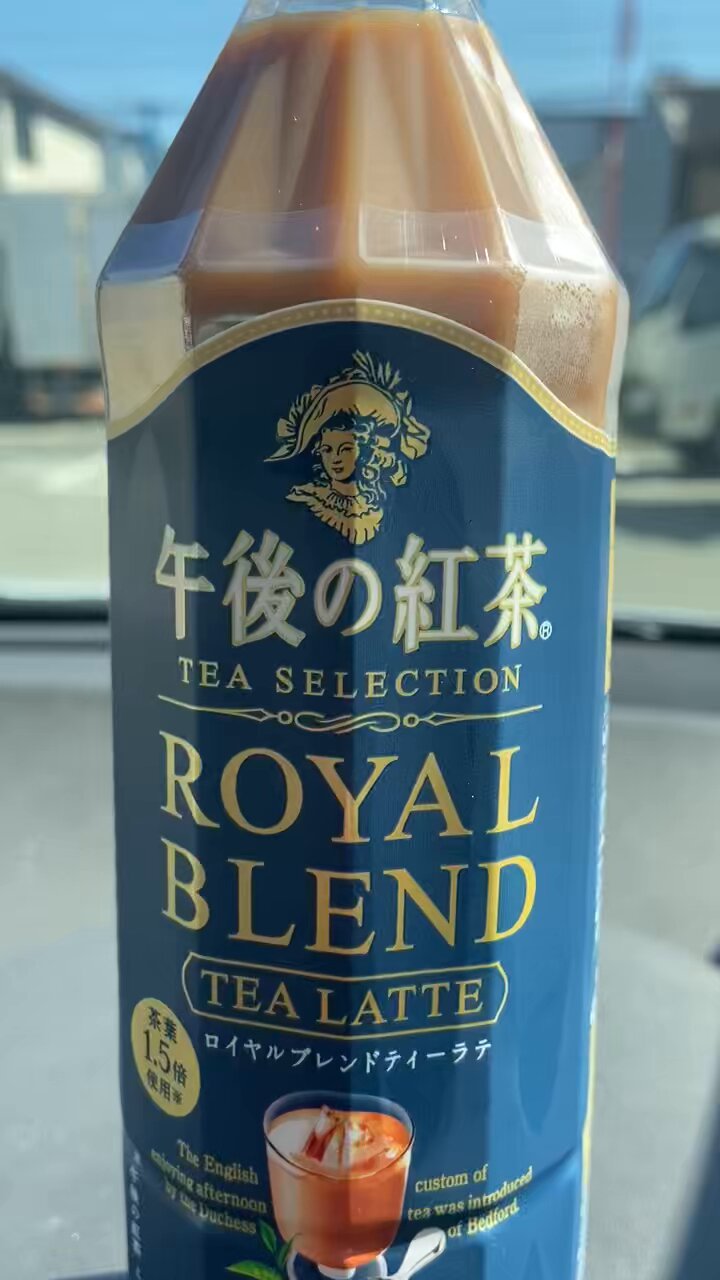 午後の紅茶®
TEA SELECTION
ROYAL
BLEND
TEA LATTE
ロイヤルブレンドティーラテ
茶葉
1.5倍
使用※
The English custom of
enjoying afternoon tea was introduced
by the Duchess of Bedford.